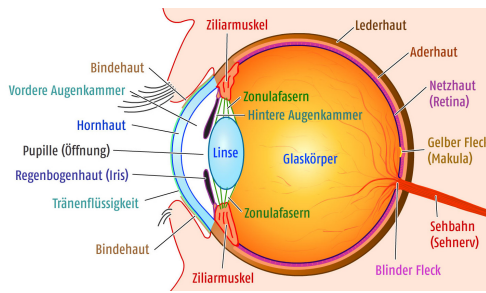 Ziliarmuskel
Lederhaut
Aderhaut
Bindehaut
Vordere Augenkammer
Zonulafasern
Hintere Augenkammer
Netzhaut
(Retina)
Hornhaut
Pupille (Öffnung)
Linse
Glaskörper
Gelber Fleck
(Makula)
Regenbogenhaut (Iris)
Tränenflüssigkeit
Zonulafasern
Sehbahn
(Sehnerv)
Bindehaut
Ziliarmuskel
Blinder Fleck